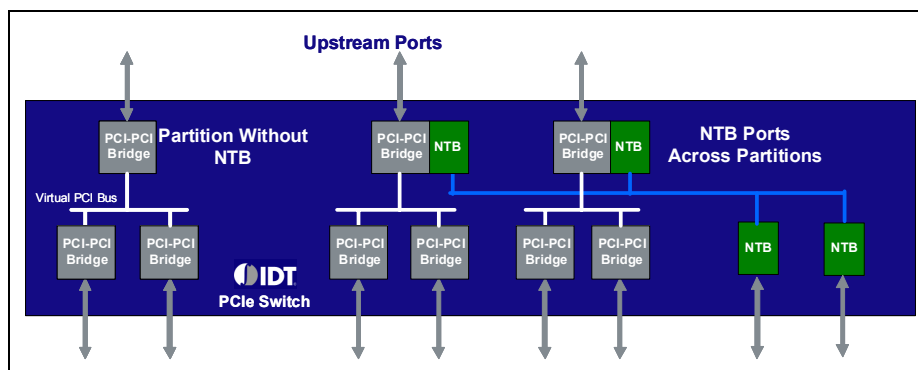 Upstream Ports
PCI-PCI
Bridge
Partition Without
NTB
PCI-PCI
Bridge
NTB
PCI-PCI
Bridge
NTB
NTB Ports
Across Partitions
Virtual PCI Bus
PCI-PCI
Bridge
PCI-PCI
Bridge
PCI-PCI
Bridge
PCI-PCI
Bridge
PCI-PCI
Bridge
PCI-PCI
Bridge
NTB
NTB
IDT
PCIe Switch